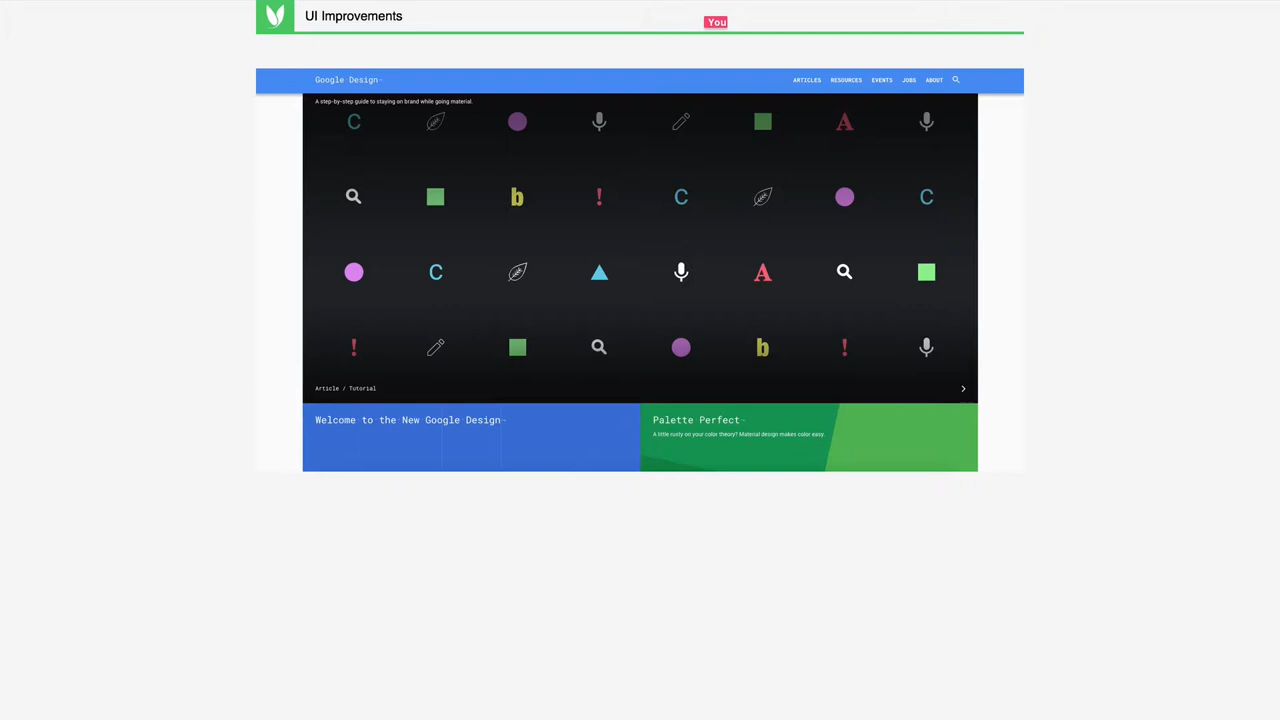 UI Improvements
You
Google Design
ARTICLES RESOURCES EVENTS JOBS ABOUT
A step-by-step guide to staying on brand while going material.
C A
b ! C C
C A
! b !
Article / Tutorial
Welcome to the New Google Design
Palette Perfect
A little rusty on your color theory? Material design makes color easy.